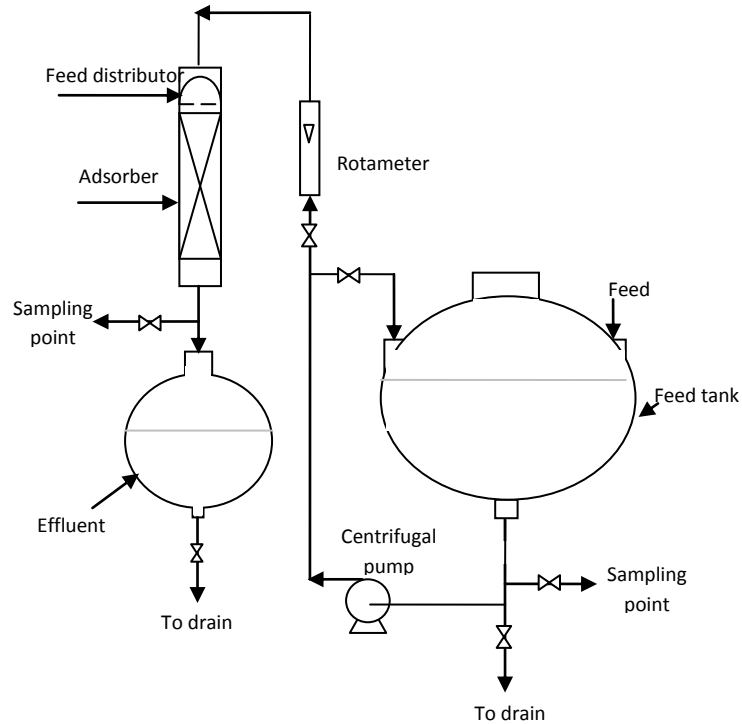 Feed distributor
Rotameter
Adsorber
Sampling
point
Feed
Feed tank
Effluent
Centrifugal
pump
Sampling
point
To drain
To drain